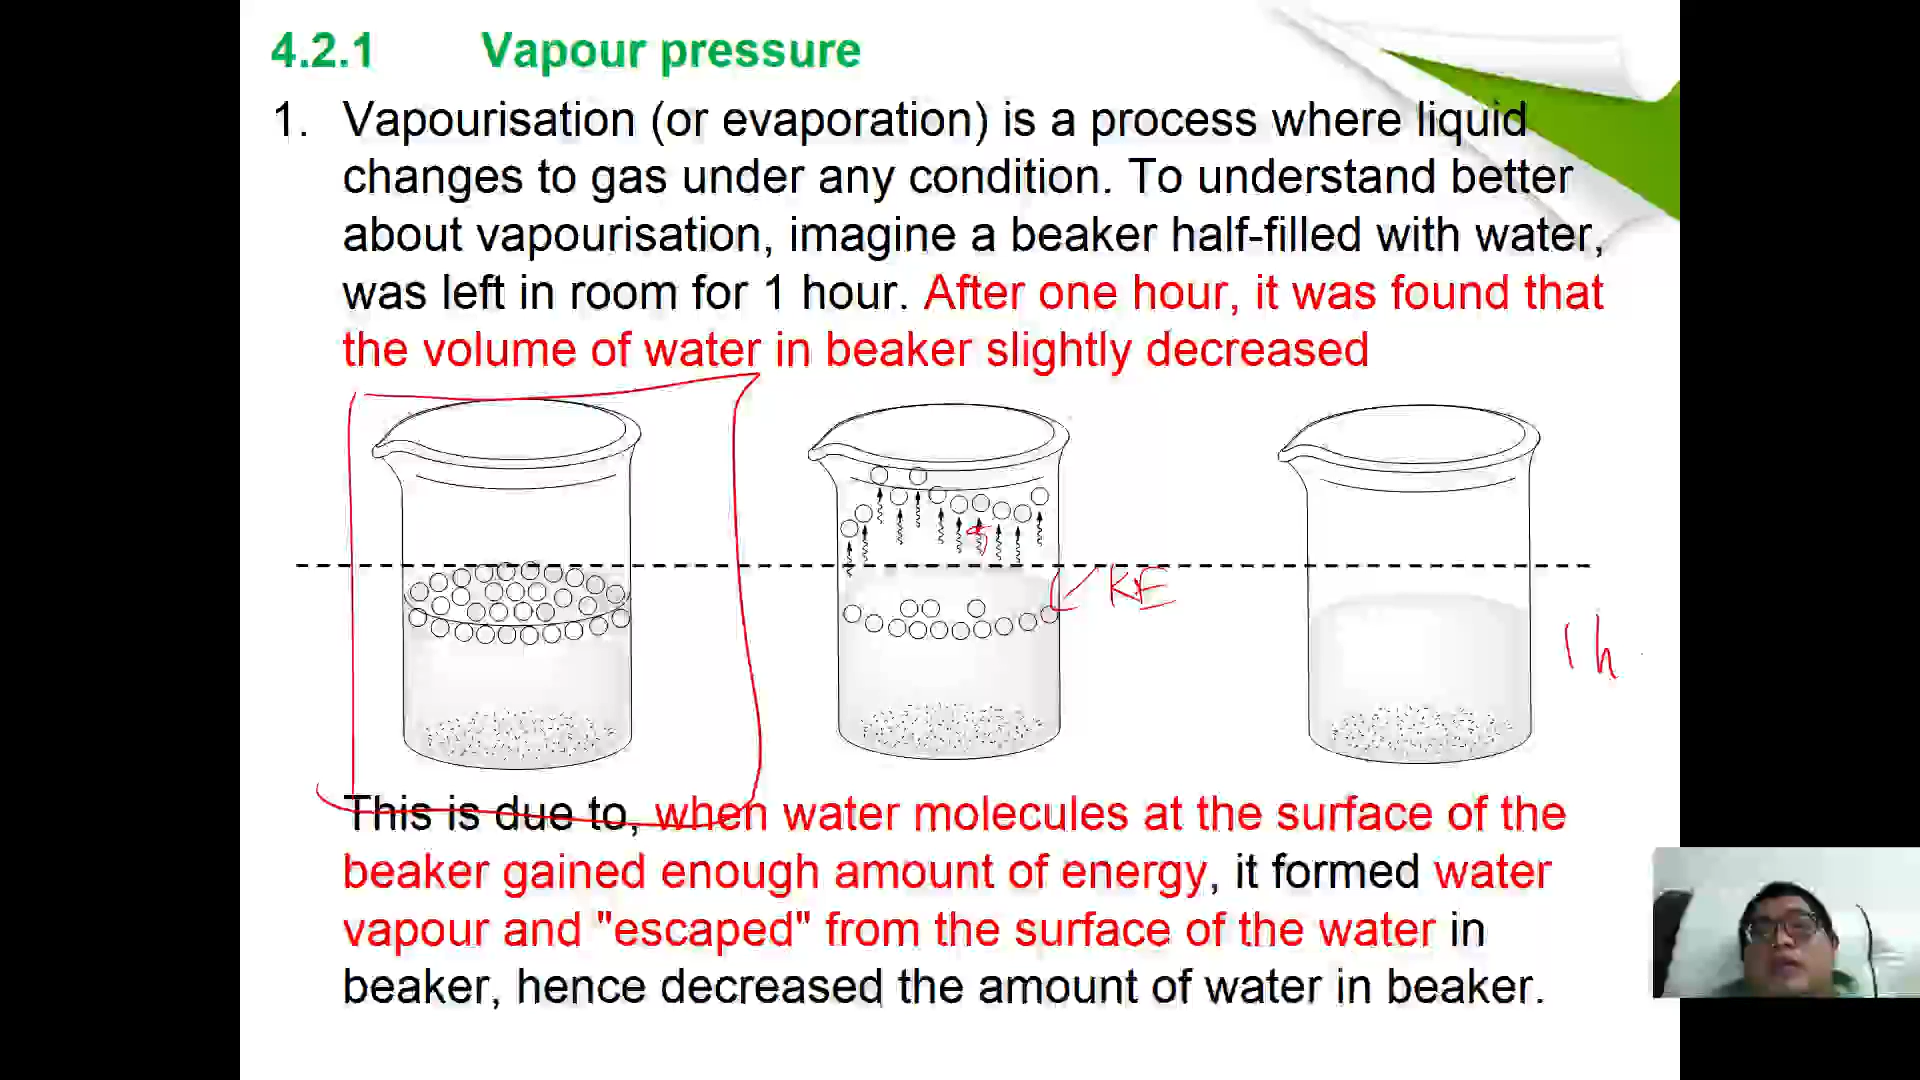 4.2.1 Vapour pressure
1. Vapourisation (or evaporation) is a process where liquid
changes to gas under any condition. To understand better
about vapourisation, imagine a beaker half-filled with water,
was left in room for 1 hour. After one hour, it was found that
the volume of water in beaker slightly decreased
KE
1 h
This is due to, when water molecules at the surface of the
beaker gained enough amount of energy, it formed water
vapour and "escaped" from the surface of the water in
beaker, hence decreased the amount of water in beaker.